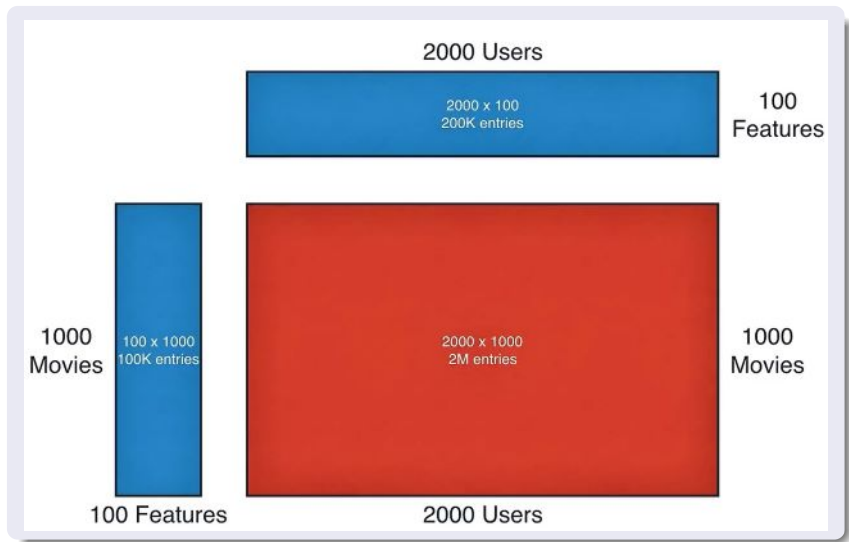 2000 Users
2000 x 100
200K entries
100
Features
1000
Movies
100 x 1000
100K entries
2000 x 1000
2M entries
1000
Movies
100 Features
2000 Users